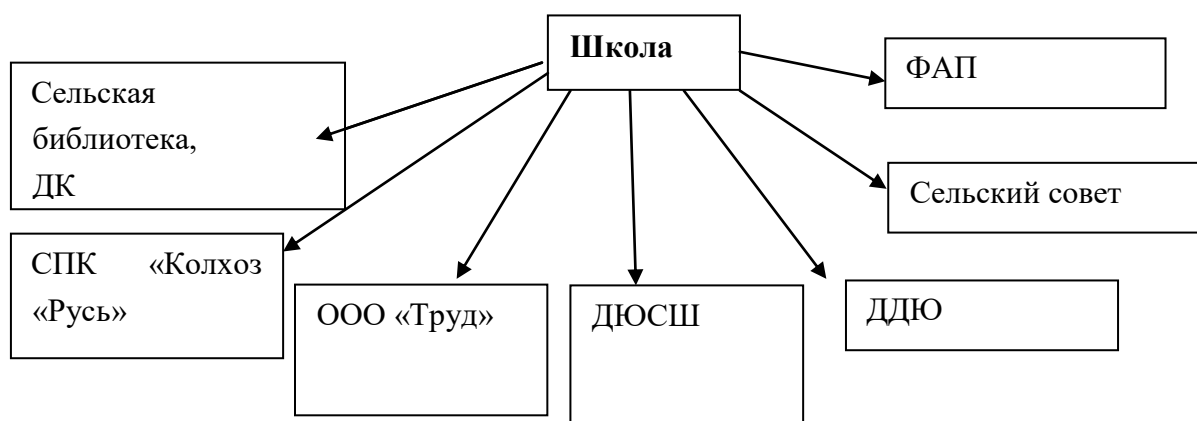 Школа
ФАП
Сельская
библиотека,
ДК
Сельский совет
СПК «Колхоз
«Русь»
ООО «Труд»
ДЮСШ
ДДЮ